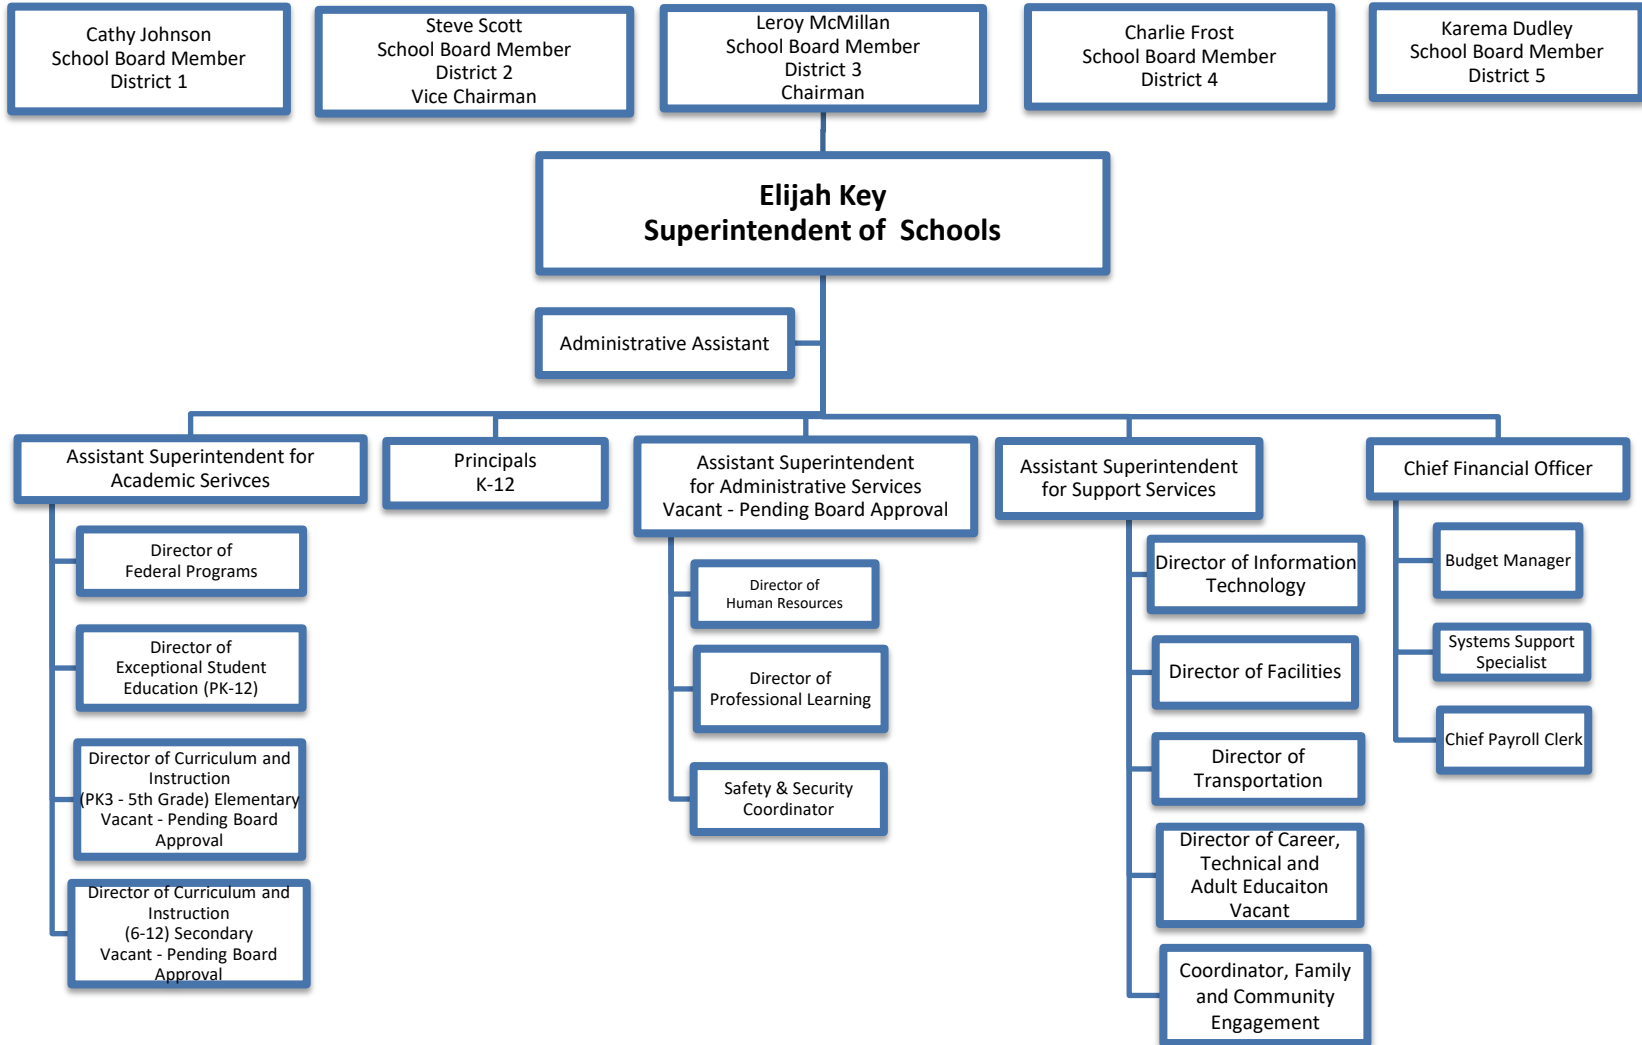 Cathy Johnson
School Board Member
District 1
Steve Scott
School Board Member
District 2
Vice Chairman
Leroy McMillan
School Board Member
District 3
Chairman
Charlie Frost
School Board Member
District 4
Karema Dudley
School Board Member
District 5
Elijah Key
Superintendent of Schools
Administrative Assistant
Assistant Superintendent for
Academic Serivces
Principals
K-12
Assistant Superintendent
for Administrative Services
Vacant - Pending Board Approval
Assistant Superintendent
for Support Services
Chief Financial Officer
Director of
Federal Programs
Director of
Exceptional Student
Education (PK-12)
Director of Curriculum and
Instruction
(PK3 - 5th Grade) Elementary
Vacant - Pending Board
Approval
Director of Curriculum and
Instruction
(6-12) Secondary
Vacant - Pending Board
Approval
Director of
Human Resources
Director of
Professional Learning
Safety & Security
Coordinator
Director of Information
Technology
Director of Facilities
Director of
Transportation
Director of Career,
Technical and
Adult Educaiton
Vacant
Coordinator, Family
and Community
Engagement
Budget Manager
Systems Support
Specialist
Chief Payroll Clerk